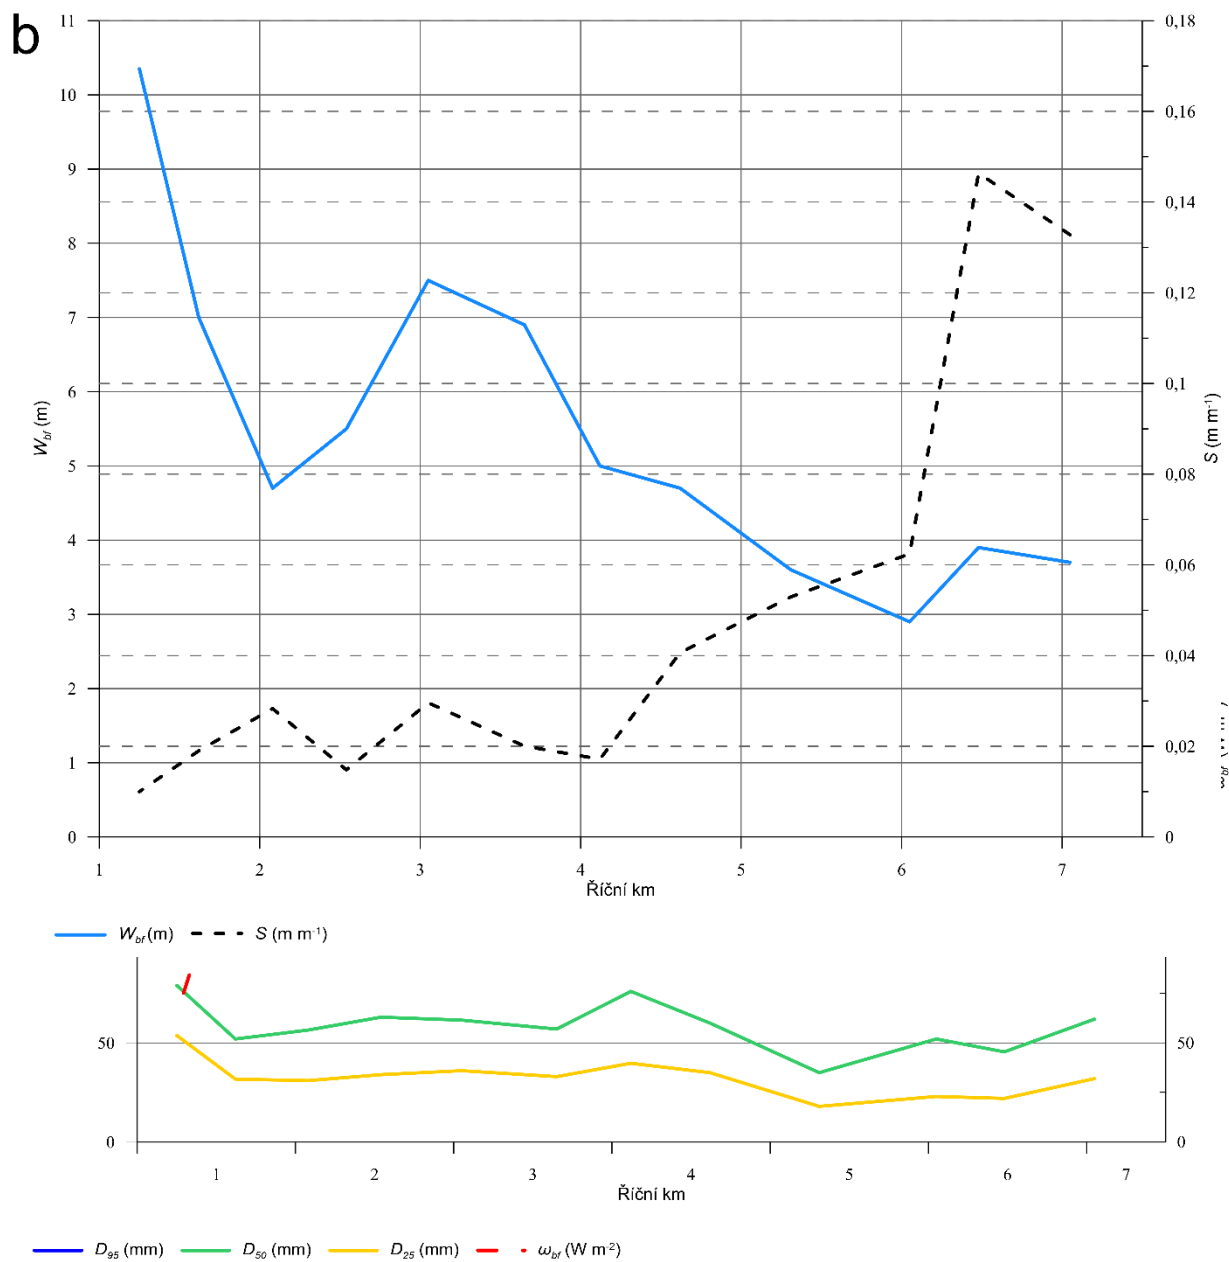 b
11
10
9
8
7
6
5
4
3
2
1
0
W_bf (m)
0,18
0,16
0,14
0,12
0,1
0,08
0,06
0,04
0,02
0
S (m m⁻¹)
1 2 3 4 5 6 7
Říční km
W_bf (m) S (m m⁻¹)
50
0
50
0
1 2 3 4 5 6 7
Říční km
D₉₅ (mm) D₅₀ (mm) D₂₅ (mm) ω_bf (W m⁻²)